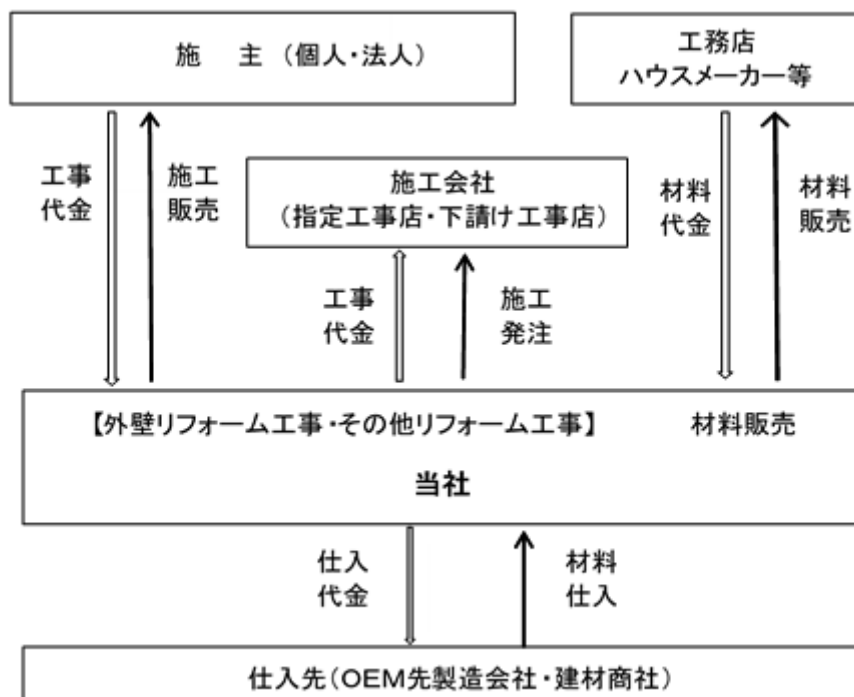 施　主（個人・法人）
工務店
ハウスメーカー等
工事
代金
施工
販売
施工会社
（指定工事店・下請け工事店）
材料
代金
材料
販売
工事
代金
施工
発注
【外壁リフォーム工事・その他リフォーム工事】
材料販売
当社
仕入
代金
材料
仕入
仕入先（ＯＥＭ先製造会社・建材商社）